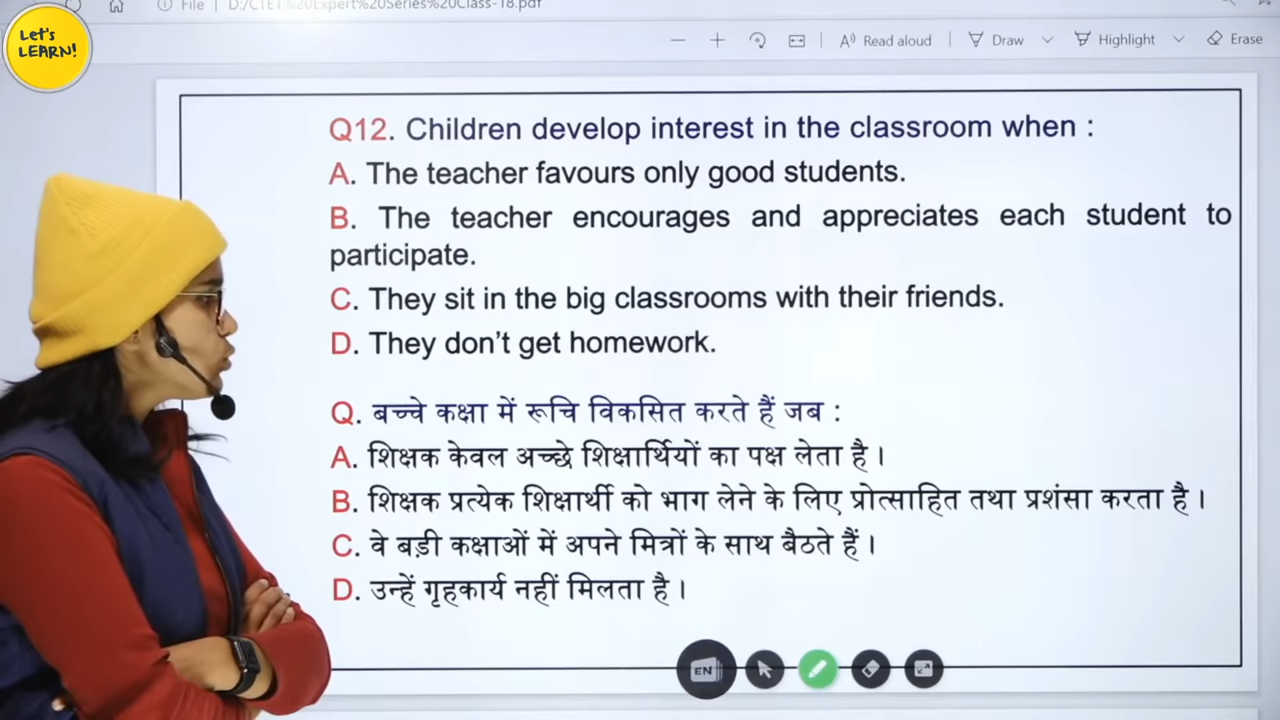 Let's
LEARN!
File | D:/CTET%20Expert%20Series%20Class-18.pdf
Read aloud
Draw
Highlight
Erase
Q12. Children develop interest in the classroom when :
A. The teacher favours only good students.
B. The teacher encourages and appreciates each student to
participate.
C. They sit in the big classrooms with their friends.
D. They don't get homework.
Q. बच्चे कक्षा में रूचि विकसित करते हैं जब :
A. शिक्षक केवल अच्छे शिक्षार्थियों का पक्ष लेता है।
B. शिक्षक प्रत्येक शिक्षार्थी को भाग लेने के लिए प्रोत्साहित तथा प्रशंसा करता है।
C. वे बड़ी कक्षाओं में अपने मित्रों के साथ बैठते हैं।
D. उन्हें गृहकार्य नहीं मिलता है।
EN